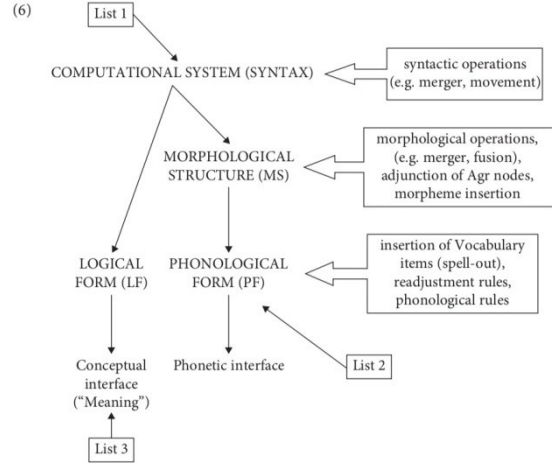 (6)
List 1
COMPUTATIONAL SYSTEM (SYNTAX)
syntactic operations
(e.g. merger, movement)
MORPHOLOGICAL
STRUCTURE (MS)
morphological operations,
(e.g. merger, fusion),
adjunction of Agr nodes,
morpheme insertion
LOGICAL
FORM (LF)
PHONOLOGICAL
FORM (PF)
insertion of Vocabulary
items (spell-out),
readjustment rules,
phonological rules
Conceptual
interface
(“Meaning”)
Phonetic interface
List 2
List 3